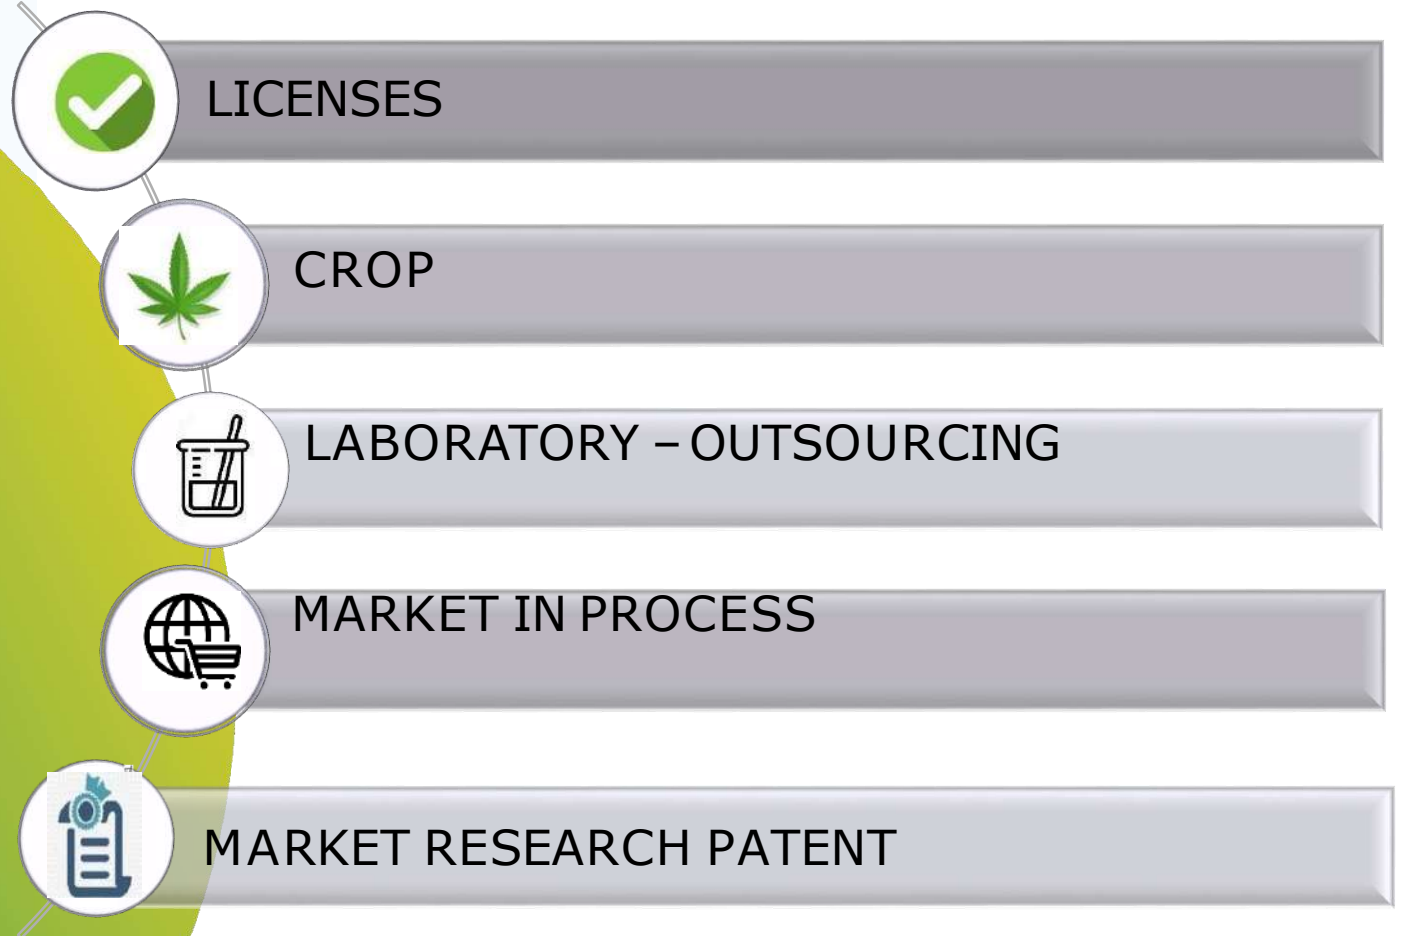 LICENSES
CROP
LABORATORY – OUTSOURCING
MARKET IN PROCESS
MARKET RESEARCH PATENT